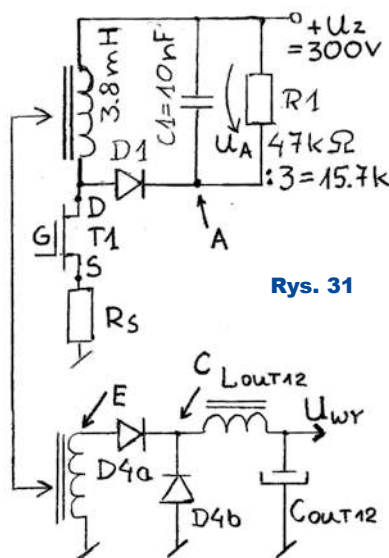 +Uz
=300V
3.8mH
C1=10nF
UA
R1
47kΩ
:3=15.7k
D1
A
D
G
T1
S
RS
Rys. 31
E
C
LOUT12
UWY
D4a
D4b
COUT12